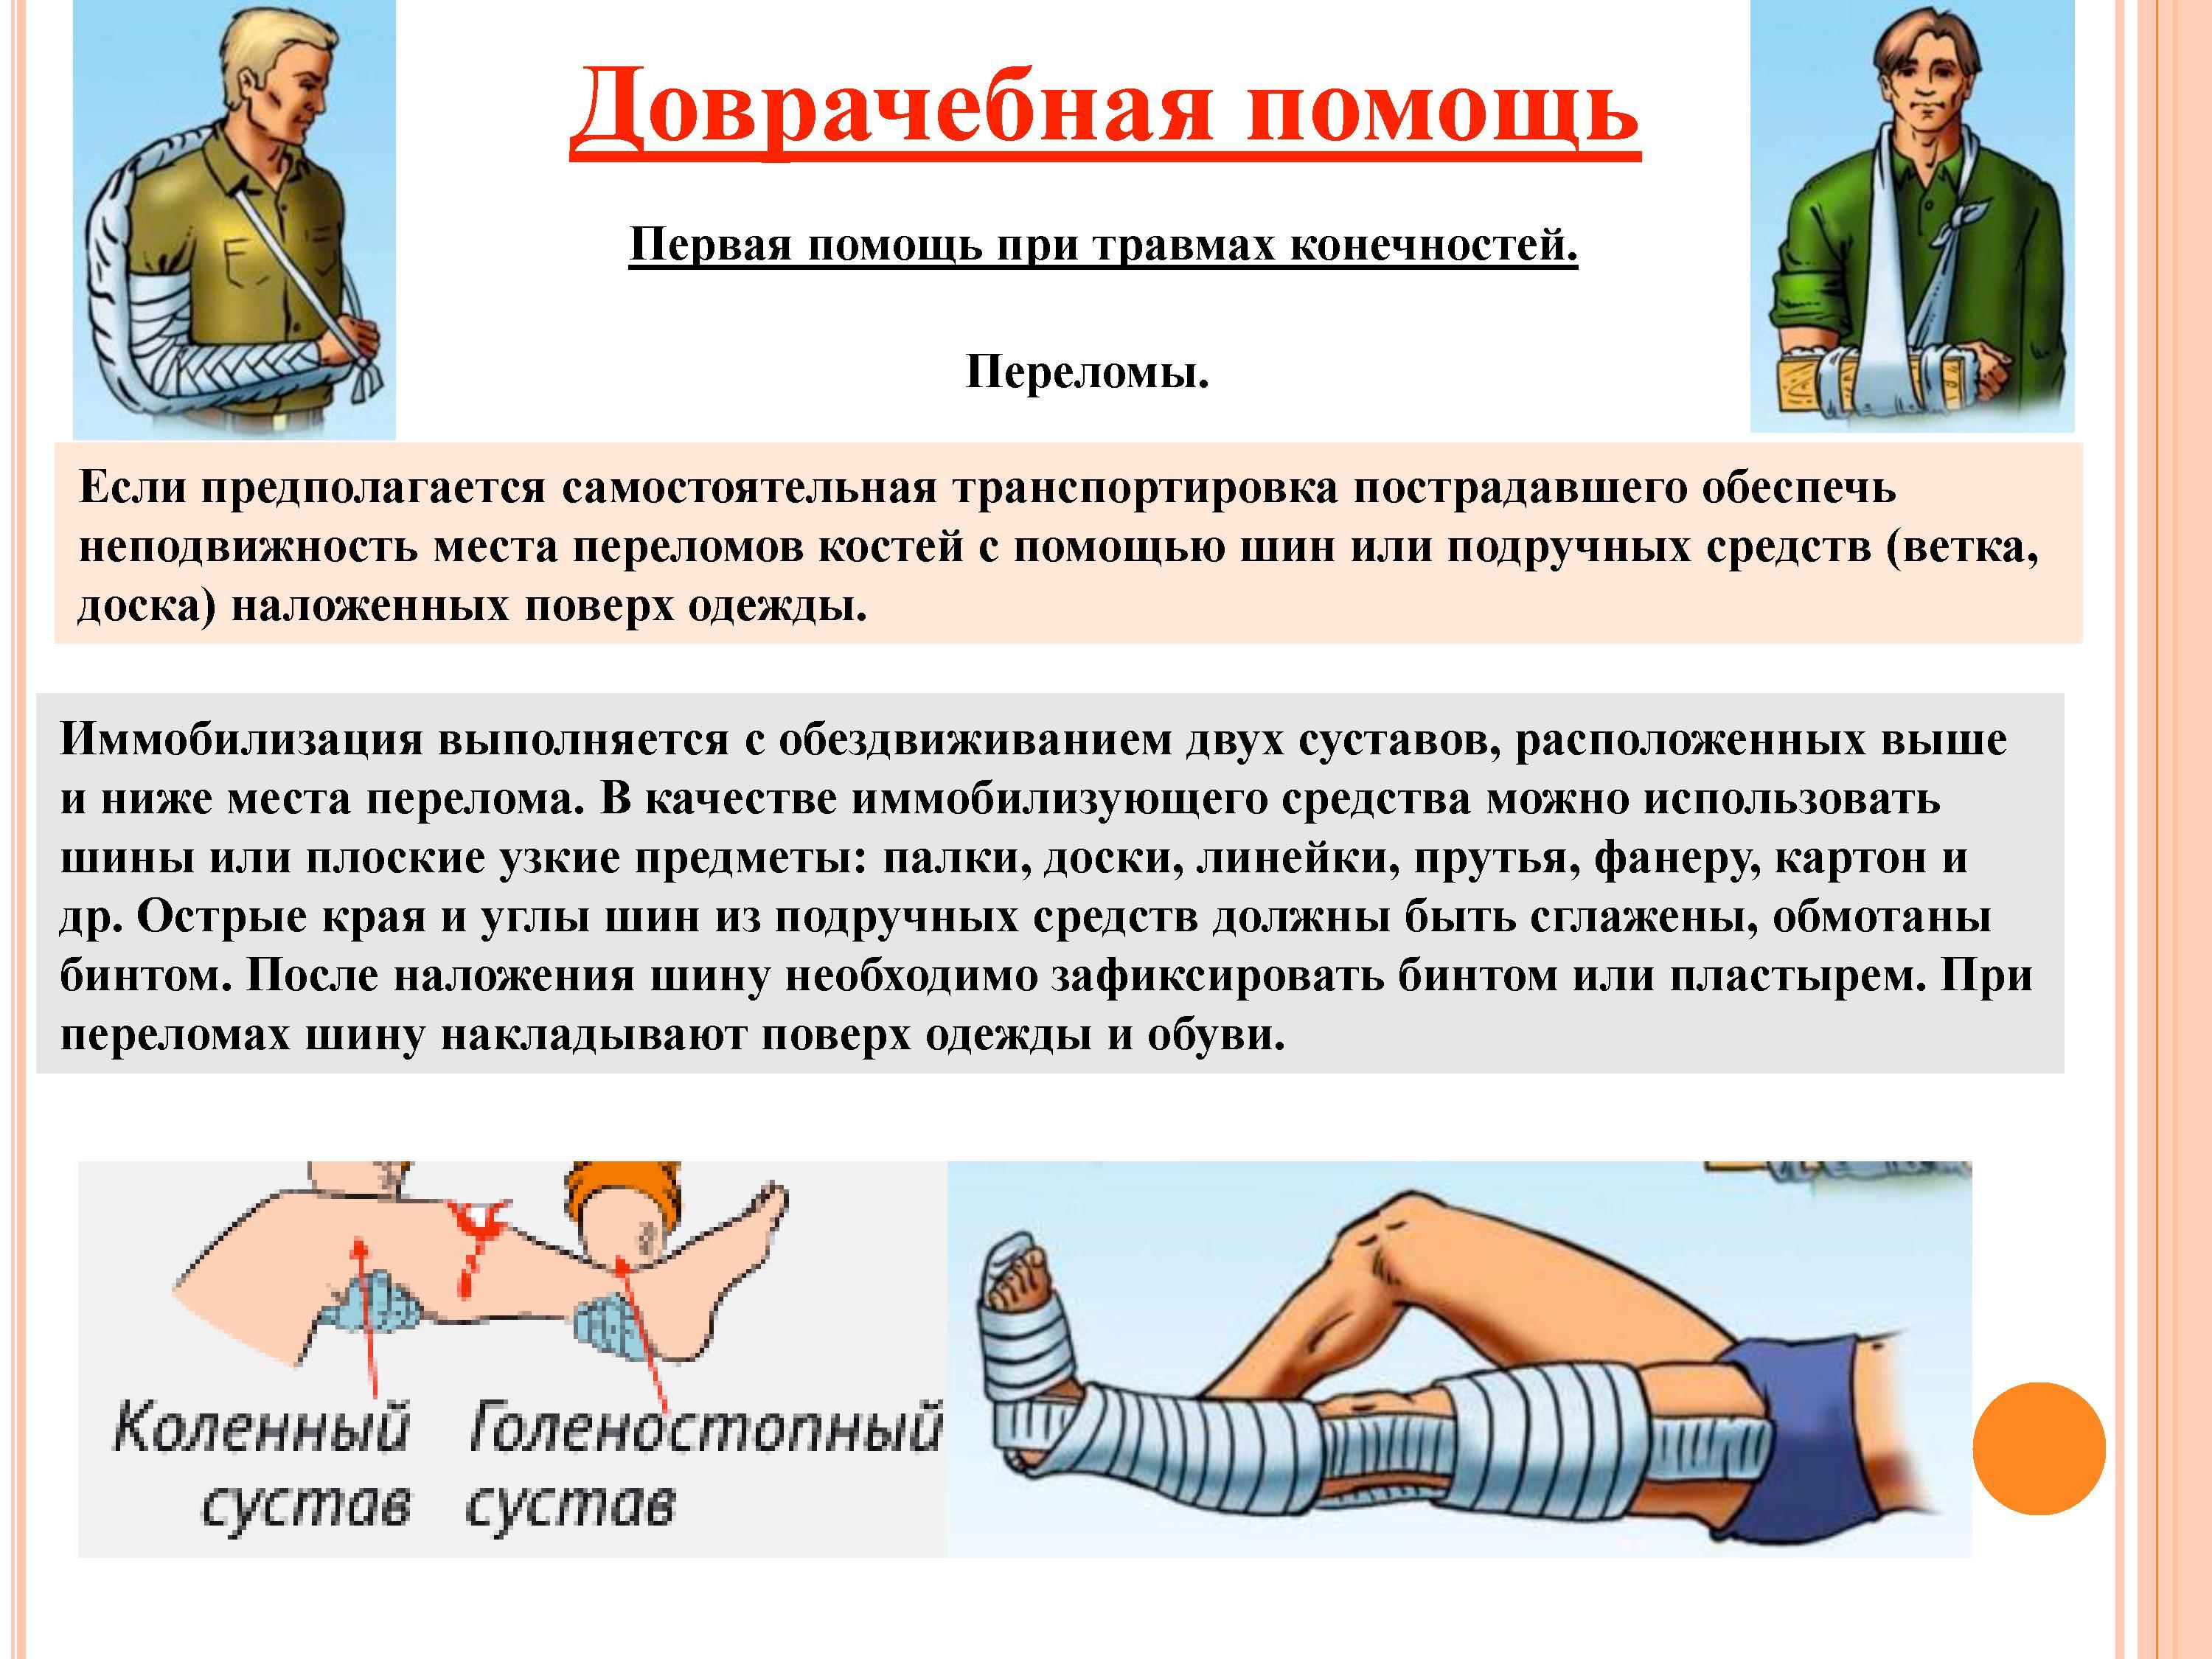 Доврачебная помощь
Первая помощь при травмах конечностей.
Переломы.
Если предполагается самостоятельная транспортировка пострадавшего обеспечь
неподвижность места переломов костей с помощью шин или подручных средств (ветка,
доска) наложенных поверх одежды.
Иммобилизация выполняется с обездвиживанием двух суставов, расположенных выше
и ниже места перелома. В качестве иммобилизующего средства можно использовать
шины или плоские узкие предметы: палки, доски, линейки, прутья, фанеру, картон и
др. Острые края и углы шин из подручных средств должны быть сглажены, обмотаны
бинтом. После наложения шину необходимо зафиксировать бинтом или пластырем. При
переломах шину накладывают поверх одежды и обуви.
Коленный
сустав
Голеностопный
сустав